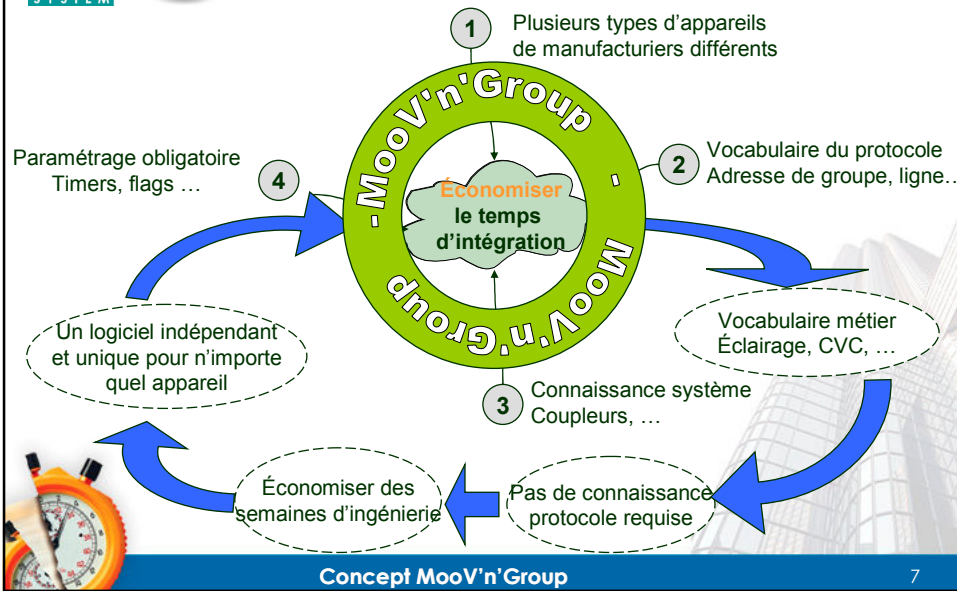 SYSTEM
1
Plusieurs types d'appareils
de manufacturiers différents
-MooV'n'Group -
MooV'n'Group
Paramétrage obligatoire
Timers, flags …
4
2
Vocabulaire du protocole
Adresse de groupe, ligne…
Économiser
le temps
d'intégration
Un logiciel indépendant
et unique pour n'importe
quel appareil
Vocabulaire métier
Éclairage, CVC, …
3
Connaissance système
Coupleurs, …
Économiser des
semaines d'ingénierie
Pas de connaissance
protocole requise
Concept MooV'n'Group
7